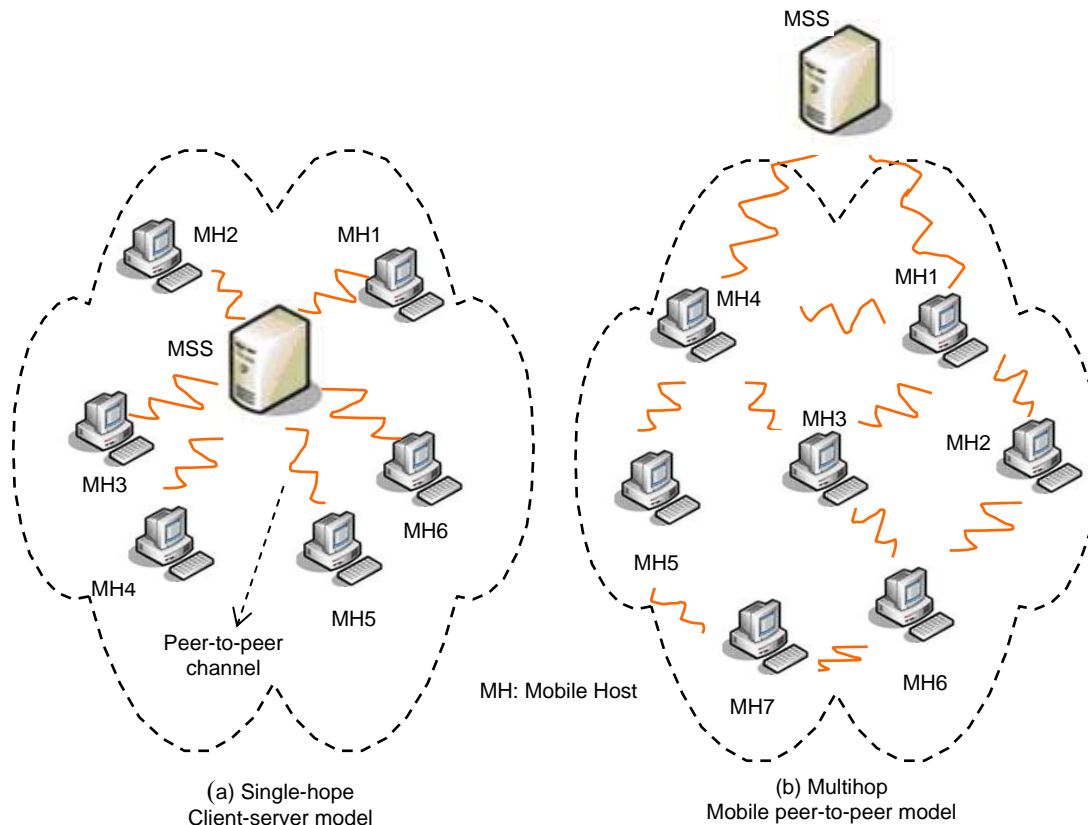 MSS
MH2
MH1
MSS
MH3
MH6
MH4
MH5
Peer-to-peer
channel
MH: Mobile Host
MH4
MH1
MH3
MH2
MH5
MH6
MH7
(a) Single-hope
Client-server model
(b) Multihop
Mobile peer-to-peer model